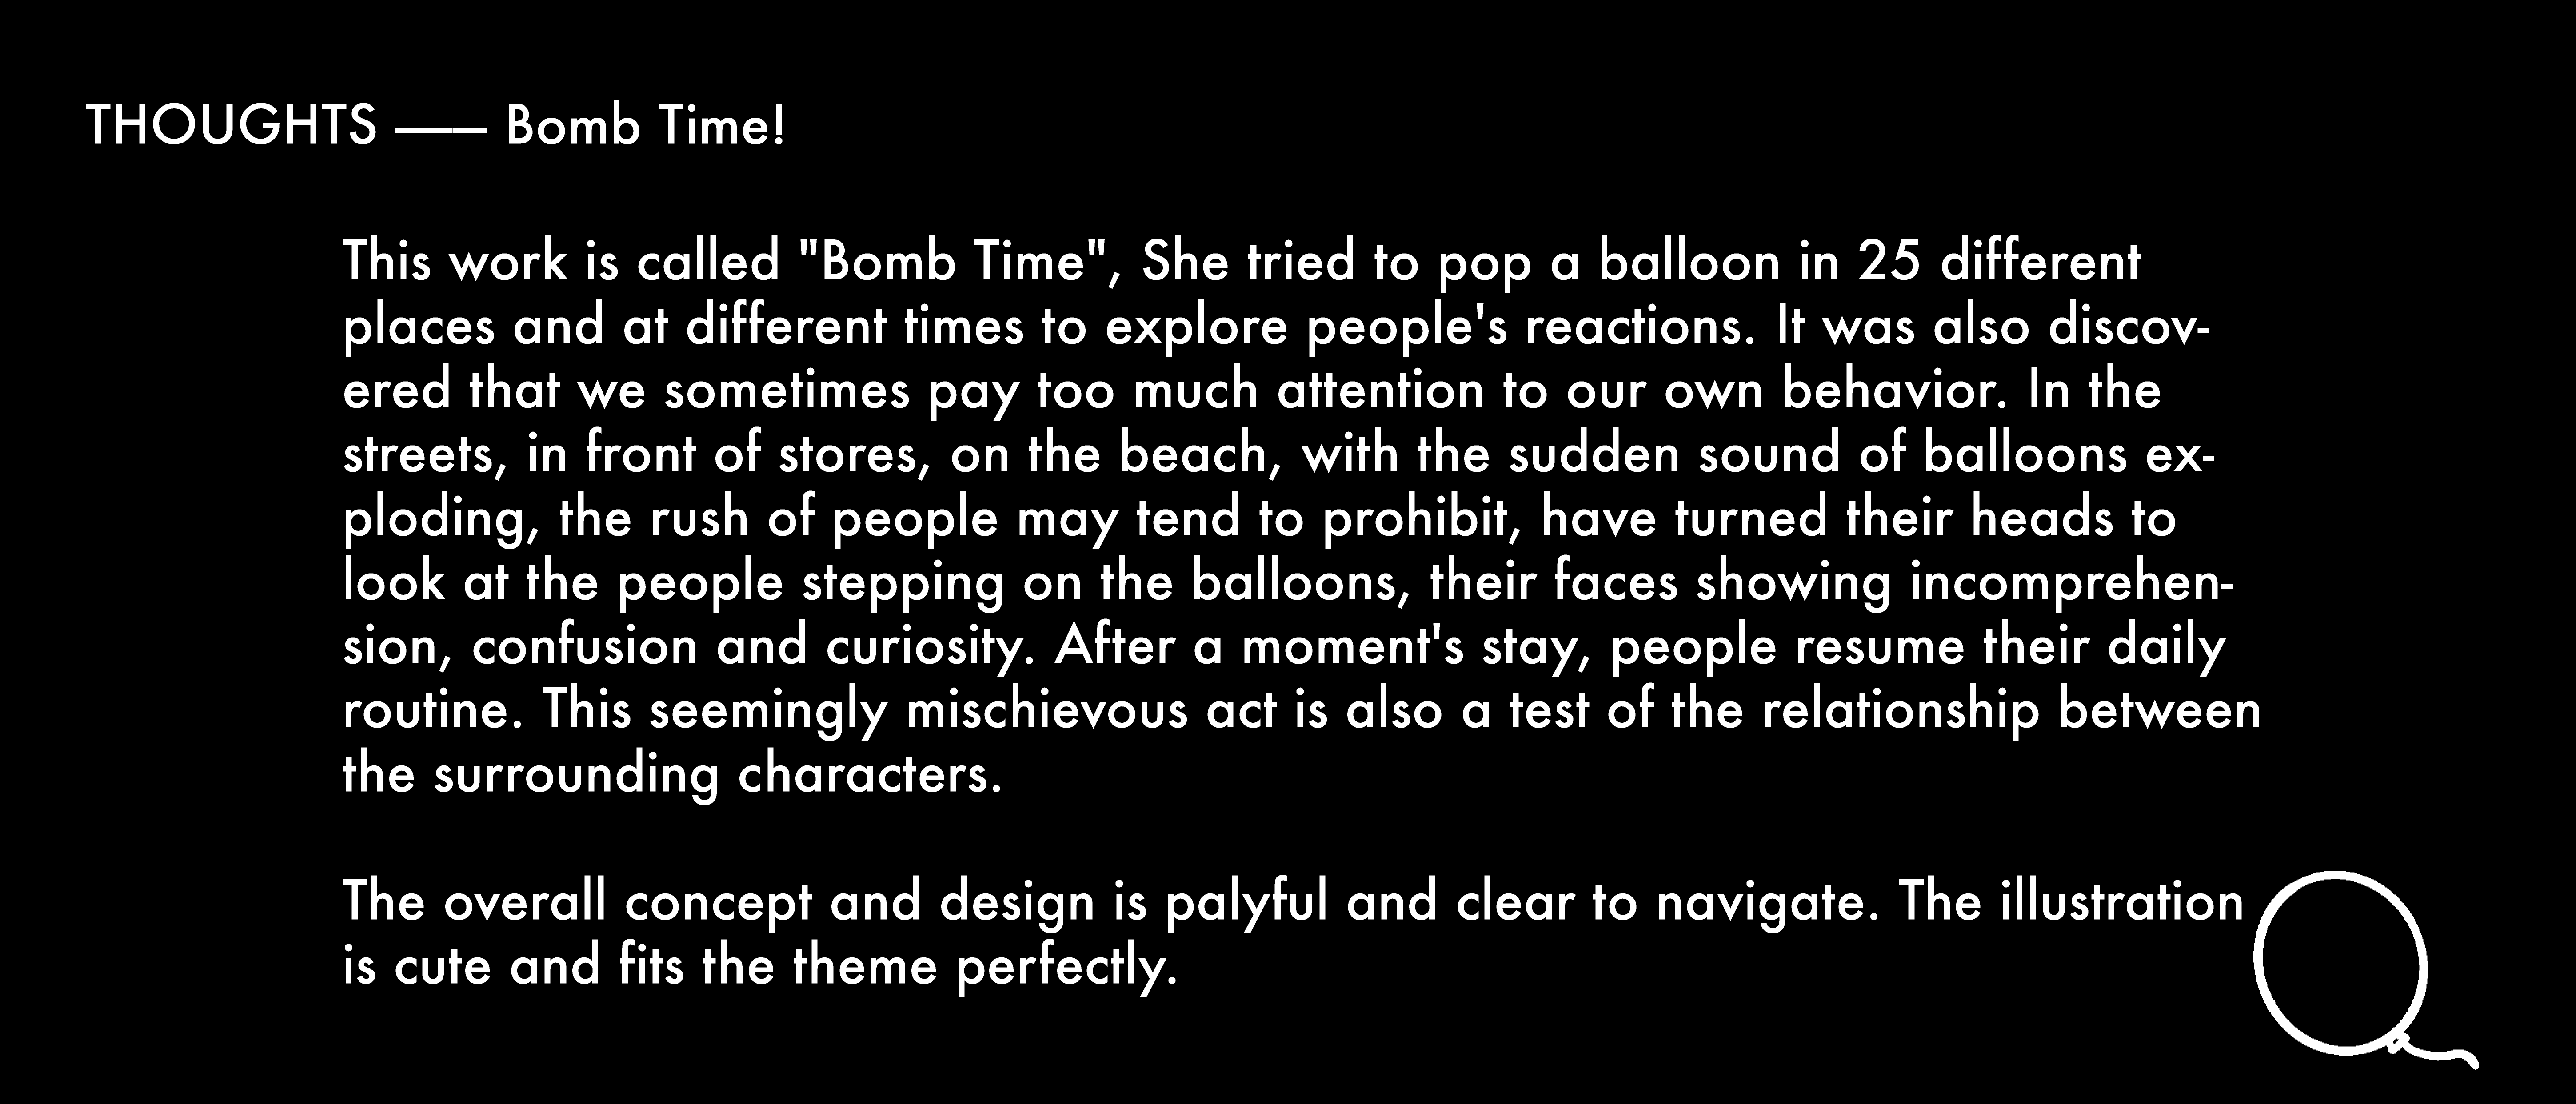 THOUGHTS —— Bomb Time!
This work is called "Bomb Time", She tried to pop a balloon in 25 different
places and at different times to explore people's reactions. It was also discov-
ered that we sometimes pay too much attention to our own behavior. In the
streets, in front of stores, on the beach, with the sudden sound of balloons ex-
ploding, the rush of people may tend to prohibit, have turned their heads to
look at the people stepping on the balloons, their faces showing incomprehen-
sion, confusion and curiosity. After a moment's stay, people resume their daily
routine. This seemingly mischievous act is also a test of the relationship between
the surrounding characters.
The overall concept and design is palyful and clear to navigate. The illustration
is cute and fits the theme perfectly.